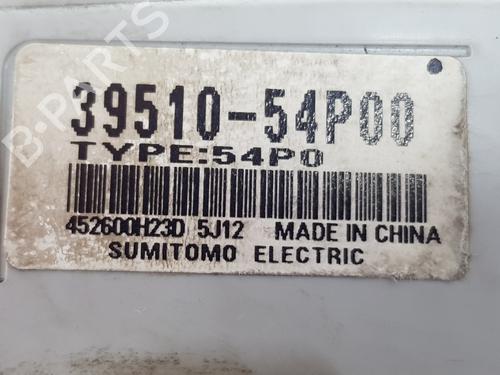 B-PARTS
39510-54P00
TYPE:54P0
452600H23D 5J12 MADE IN CHINA
SUMITOMO ELECTRIC